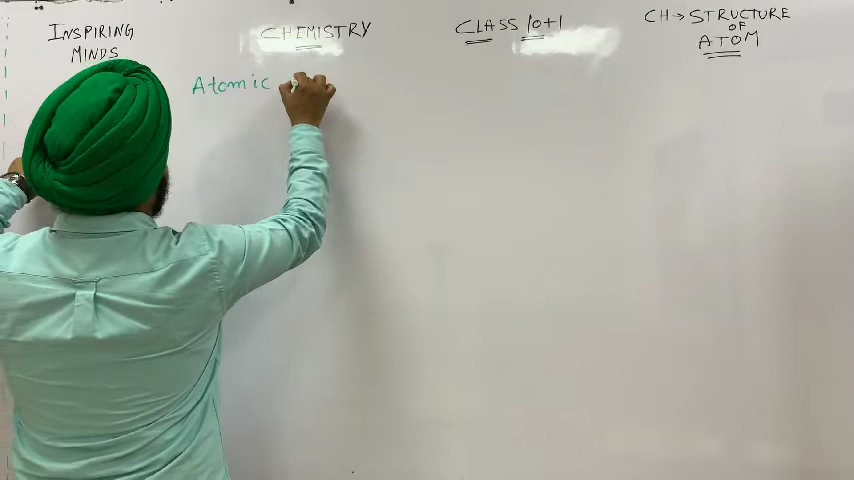 INSPIRING
MINDS
CHEMISTRY
CLASS 10+1
CH → STRUCTURE
OF
ATOM
Atomic